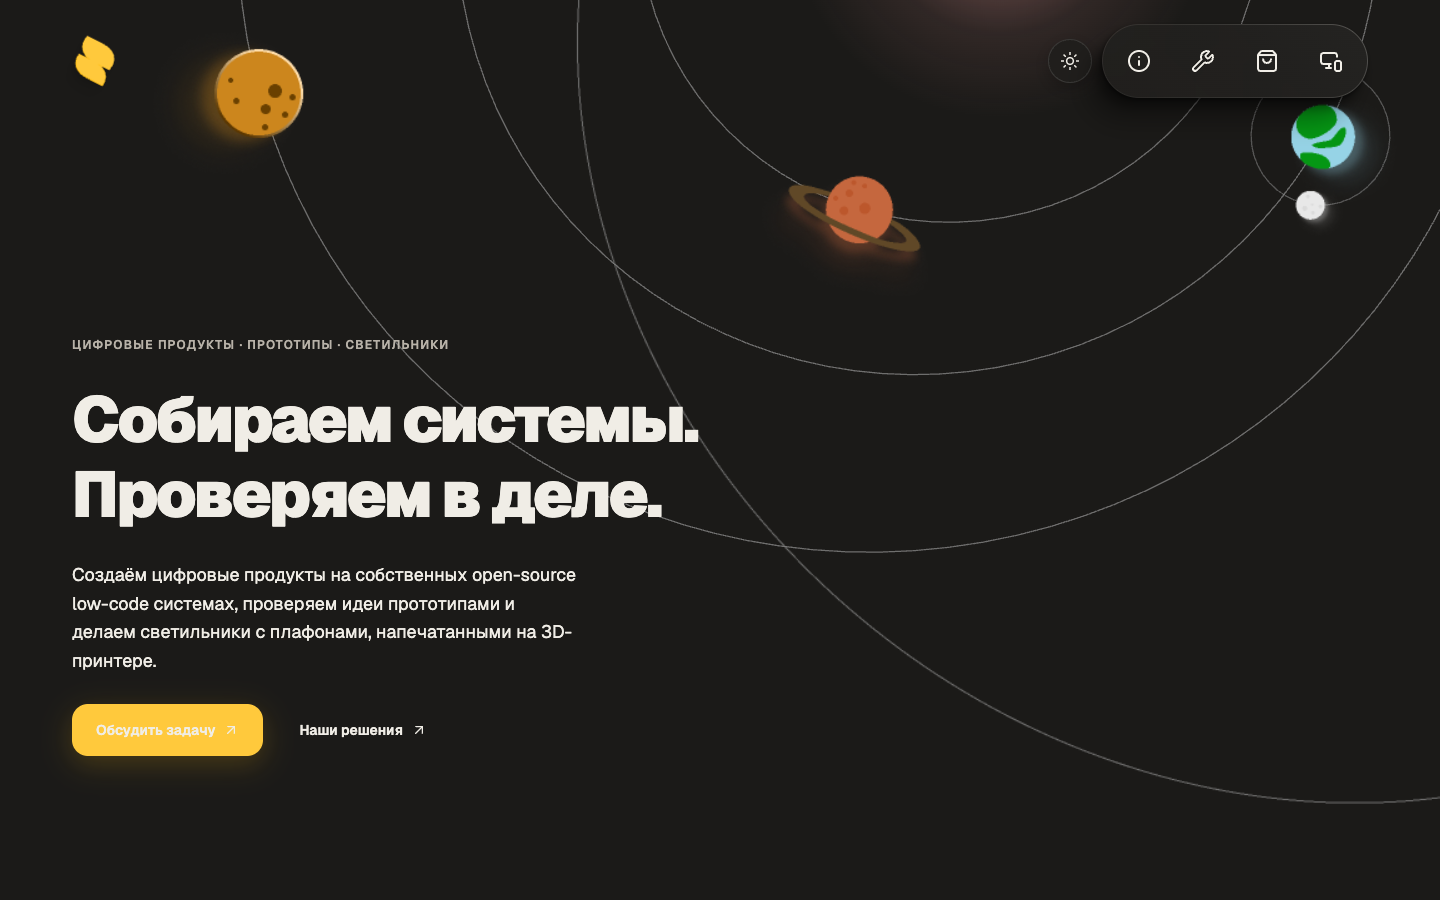 ЦИФРОВЫЕ ПРОДУКТЫ · ПРОТОТИПЫ · СВЕТИЛЬНИКИ
Собираем системы.
Проверяем в деле.
Создаём цифровые продукты на собственных open-source
low-code системах, проверяем идеи прототипами и
делаем светильники с плафонами, напечатанными на 3D-
принтере.
Обсудить задачу
Наши решения